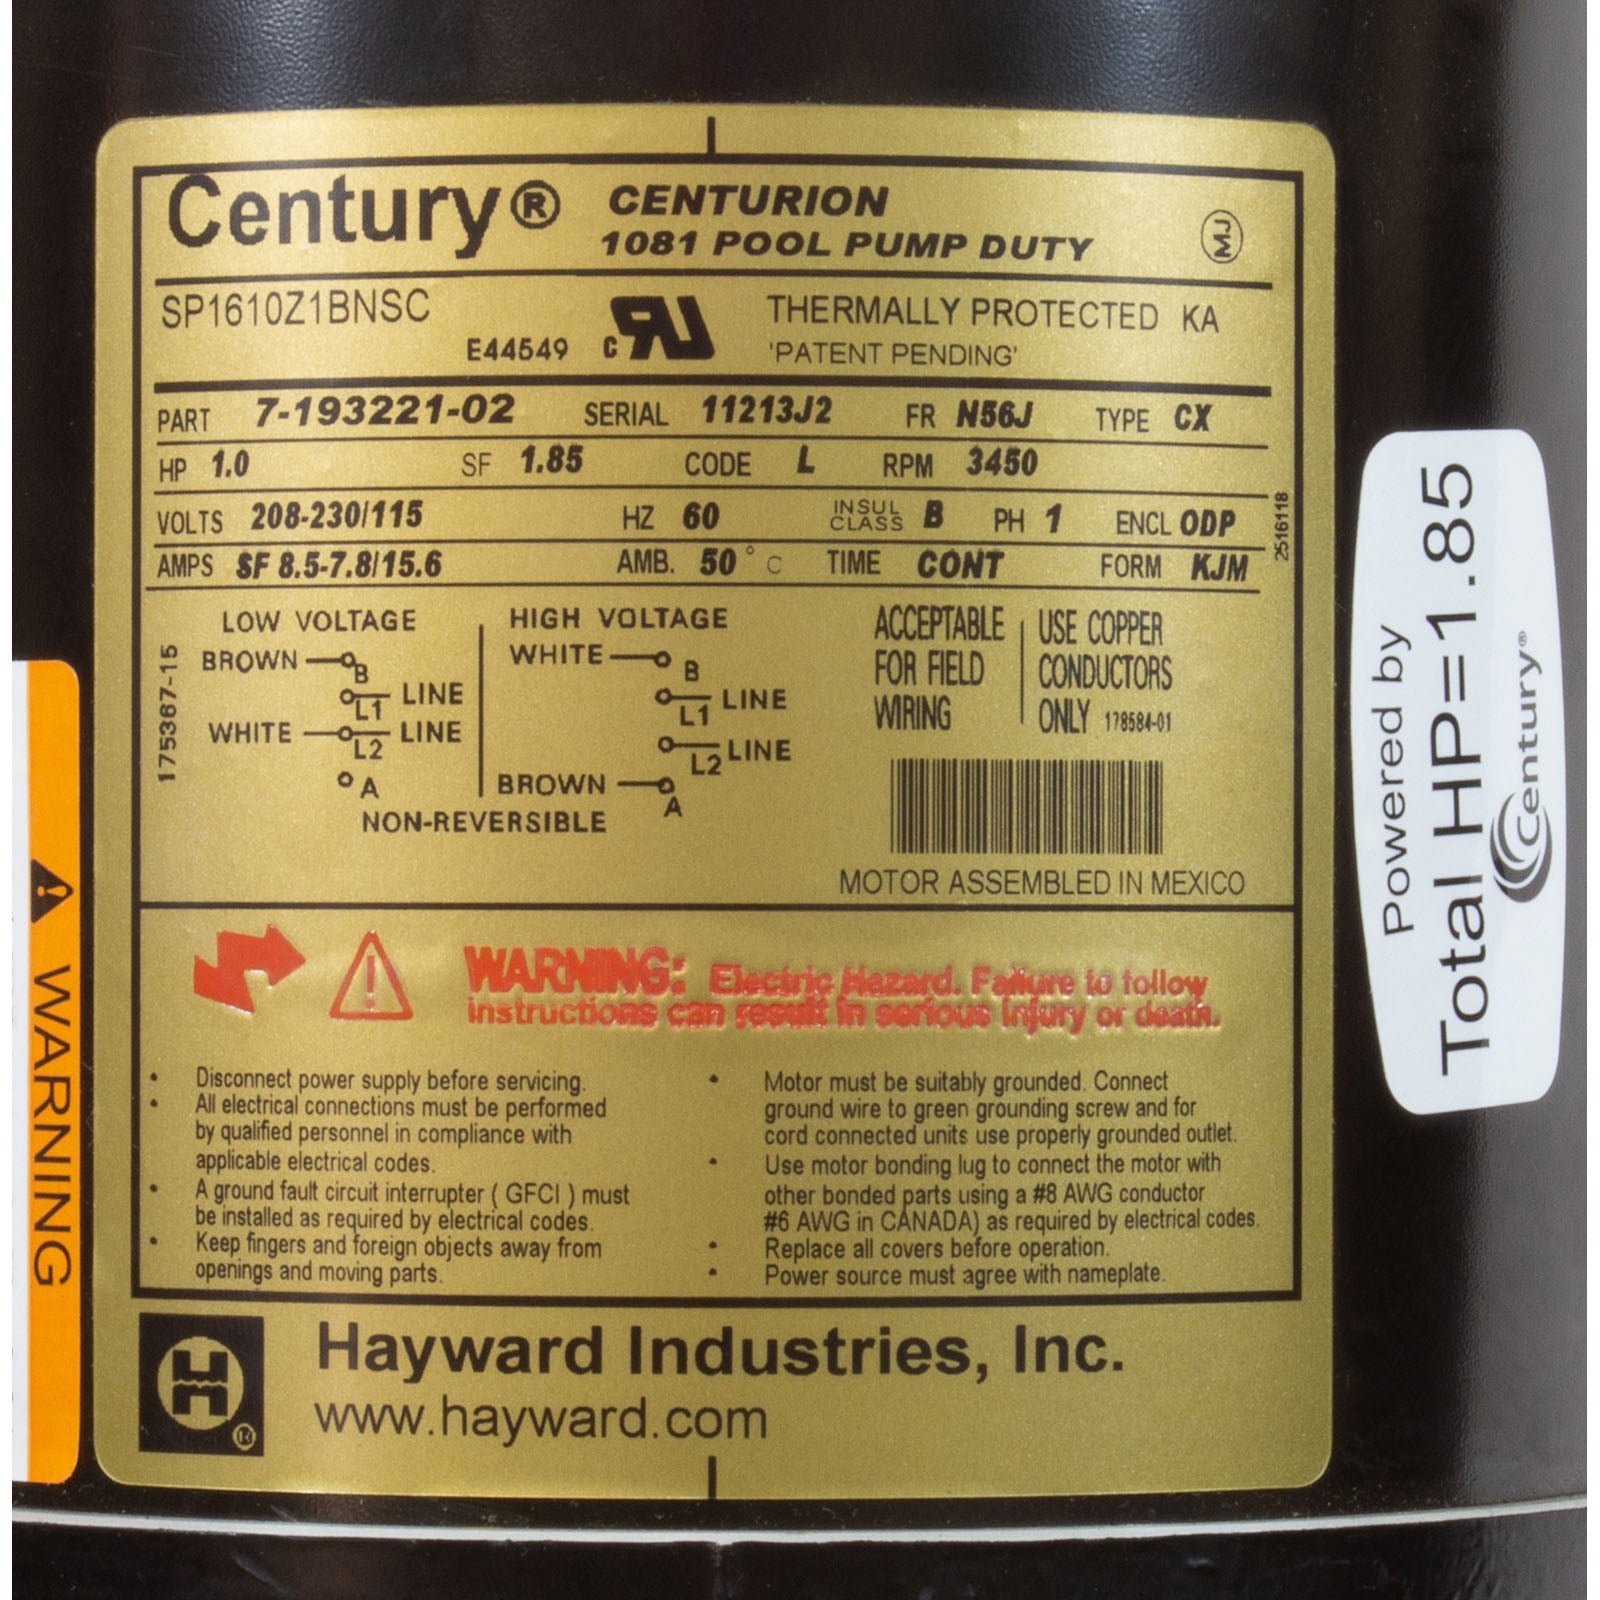 Century® CENTURION
1081 POOL PUMP DUTY
MJ
SP1610Z1BNSC
E44549
THERMALLY PROTECTED KA
'PATENT PENDING'
PART 7-193221-02 SERIAL 11213J2 FR N56J TYPE CX
HP 1.0 SF 1.85 CODE L RPM 3450
VOLTS 208-230/115 HZ 60 INSUL CLASS B PH 1 ENCL ODP
AMPS SF 8.5-7.8/15.6 AMB. 50°C TIME CONT FORM KJM
2516118
175367-15
LOW VOLTAGE
BROWN B
L1 LINE
WHITE L2 LINE
A
HIGH VOLTAGE
WHITE B
L1 LINE
L2 LINE
BROWN A
NON-REVERSIBLE
ACCEPTABLE
FOR FIELD
WIRING
USE COPPER
CONDUCTORS
ONLY 178584-01
MOTOR ASSEMBLED IN MEXICO
WARNING: Electric Hazard. Failure to follow
instructions can result in serious injury or death.
• Disconnect power supply before servicing.
• All electrical connections must be performed
by qualified personnel in compliance with
applicable electrical codes.
• A ground fault circuit interrupter ( GFCI ) must
be installed as required by electrical codes.
• Keep fingers and foreign objects away from
openings and moving parts.
• Motor must be suitably grounded. Connect
ground wire to green grounding screw and for
cord connected units use properly grounded outlet.
• Use motor bonding lug to connect the motor with
other bonded parts using a #8 AWG conductor
#6 AWG in CANADA) as required by electrical codes.
• Replace all covers before operation.
• Power source must agree with nameplate.
H ®
Hayward Industries, Inc.
www.hayward.com
WARNING
Powered by
Total HP=1.85
Century®